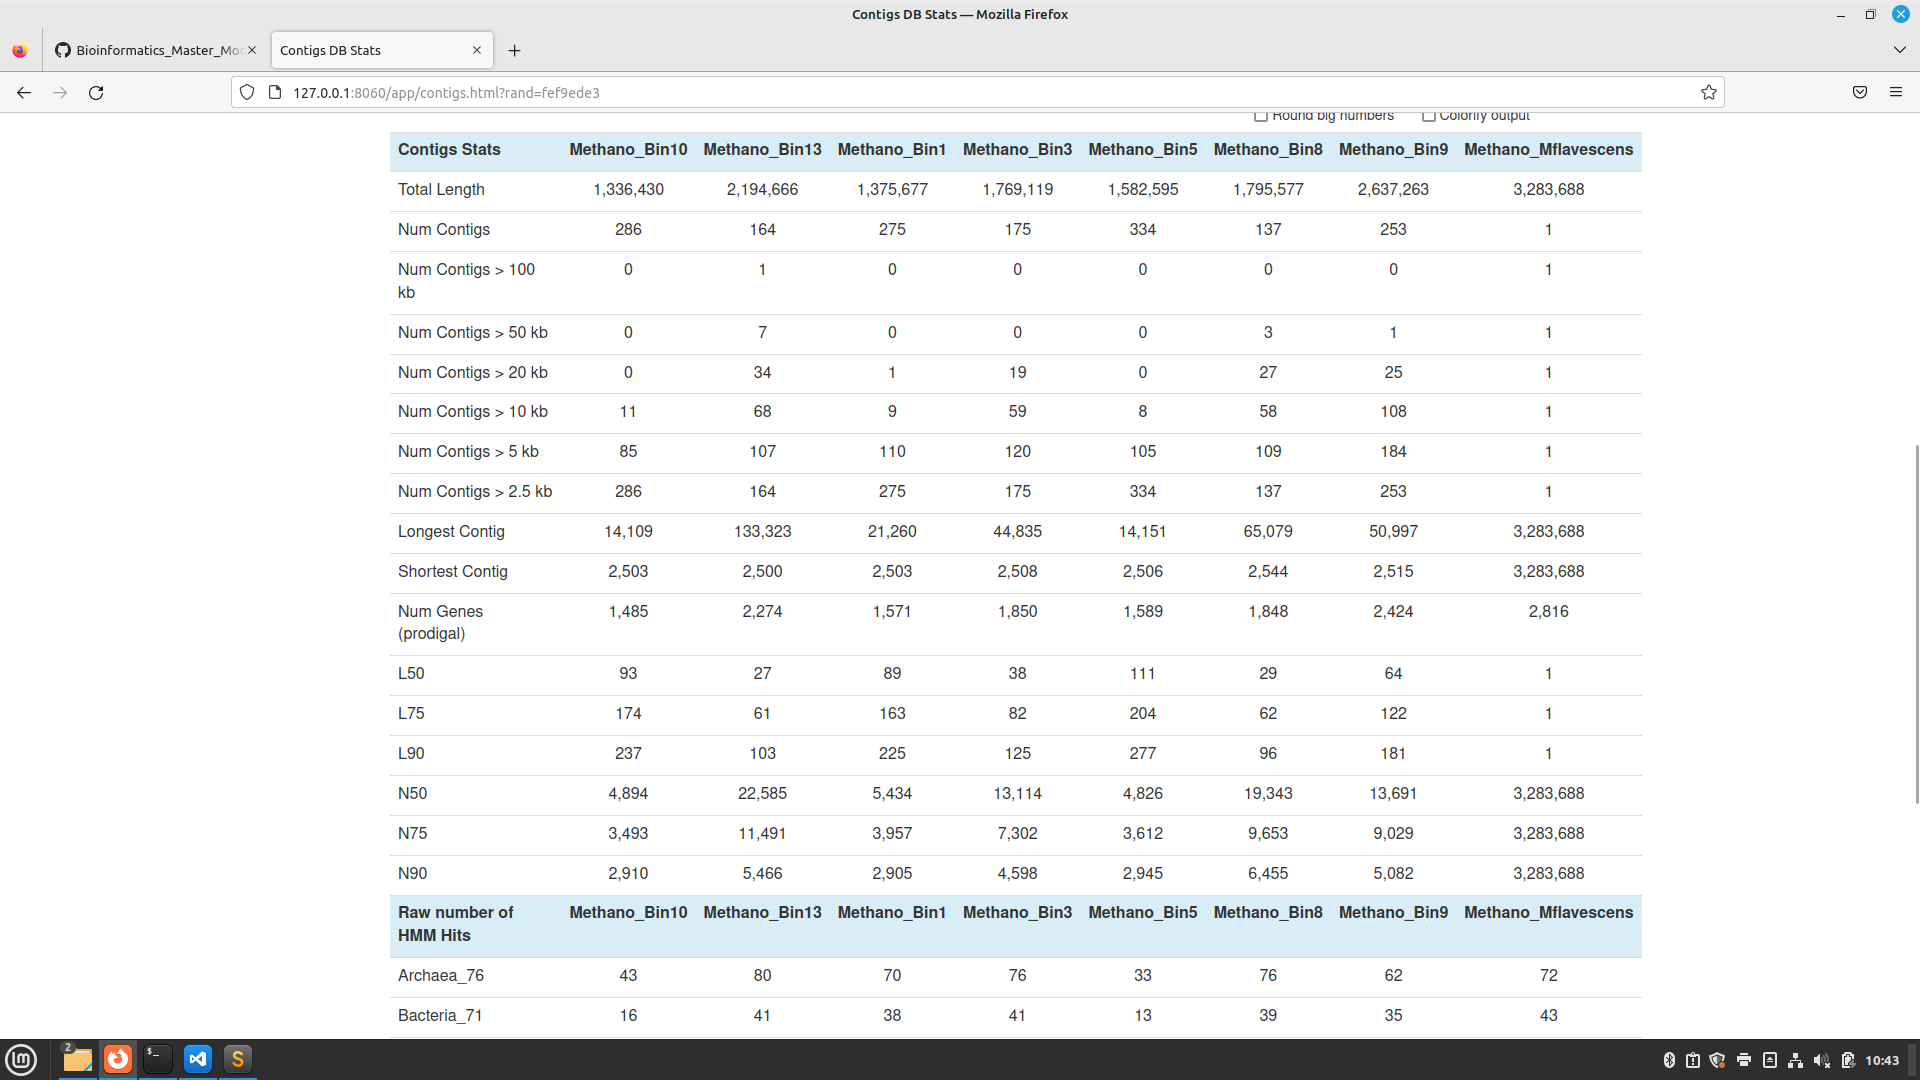 Contigs DB Stats — Mozilla Firefox
Bioinformatics_Master_Moc
Contigs DB Stats
127.0.0.1:8060/app/contigs.html?rand=fef9ede3
Round big numbers Colorify output
Contigs Stats Methano_Bin10 Methano_Bin13 Methano_Bin1 Methano_Bin3 Methano_Bin5 Methano_Bin8 Methano_Bin9 Methano_Mflavescens
Total Length 1,336,430 2,194,666 1,375,677 1,769,119 1,582,595 1,795,577 2,637,263 3,283,688
Num Contigs 286 164 275 175 334 137 253 1
Num Contigs > 100 0 1 0 0 0 0 0 1
kb
Num Contigs > 50 kb 0 7 0 0 0 3 1 1
Num Contigs > 20 kb 0 34 1 19 0 27 25 1
Num Contigs > 10 kb 11 68 9 59 8 58 108 1
Num Contigs > 5 kb 85 107 110 120 105 109 184 1
Num Contigs > 2.5 kb 286 164 275 175 334 137 253 1
Longest Contig 14,109 133,323 21,260 44,835 14,151 65,079 50,997 3,283,688
Shortest Contig 2,503 2,500 2,503 2,508 2,506 2,544 2,515 3,283,688
Num Genes 1,485 2,274 1,571 1,850 1,589 1,848 2,424 2,816
(prodigal)
L50 93 27 89 38 111 29 64 1
L75 174 61 163 82 204 62 122 1
L90 237 103 225 125 277 96 181 1
N50 4,894 22,585 5,434 13,114 4,826 19,343 13,691 3,283,688
N75 3,493 11,491 3,957 7,302 3,612 9,653 9,029 3,283,688
N90 2,910 5,466 2,905 4,598 2,945 6,455 5,082 3,283,688
Raw number of Methano_Bin10 Methano_Bin13 Methano_Bin1 Methano_Bin3 Methano_Bin5 Methano_Bin8 Methano_Bin9 Methano_Mflavescens
HMM Hits
Archaea_76 43 80 70 76 33 76 62 72
Bacteria_71 16 41 38 41 13 39 35 43
2
10:43